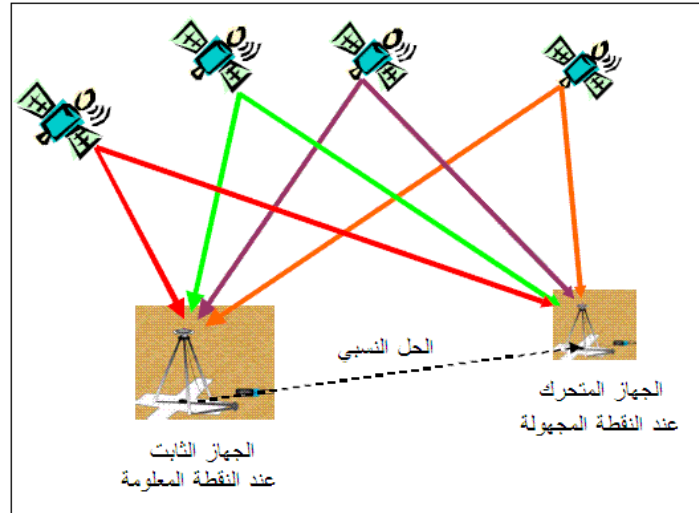 الحل النسبي
الجهاز المتحرك
عند النقطة المجهولة
الجهاز الثابت
عند النقطة المعلومة